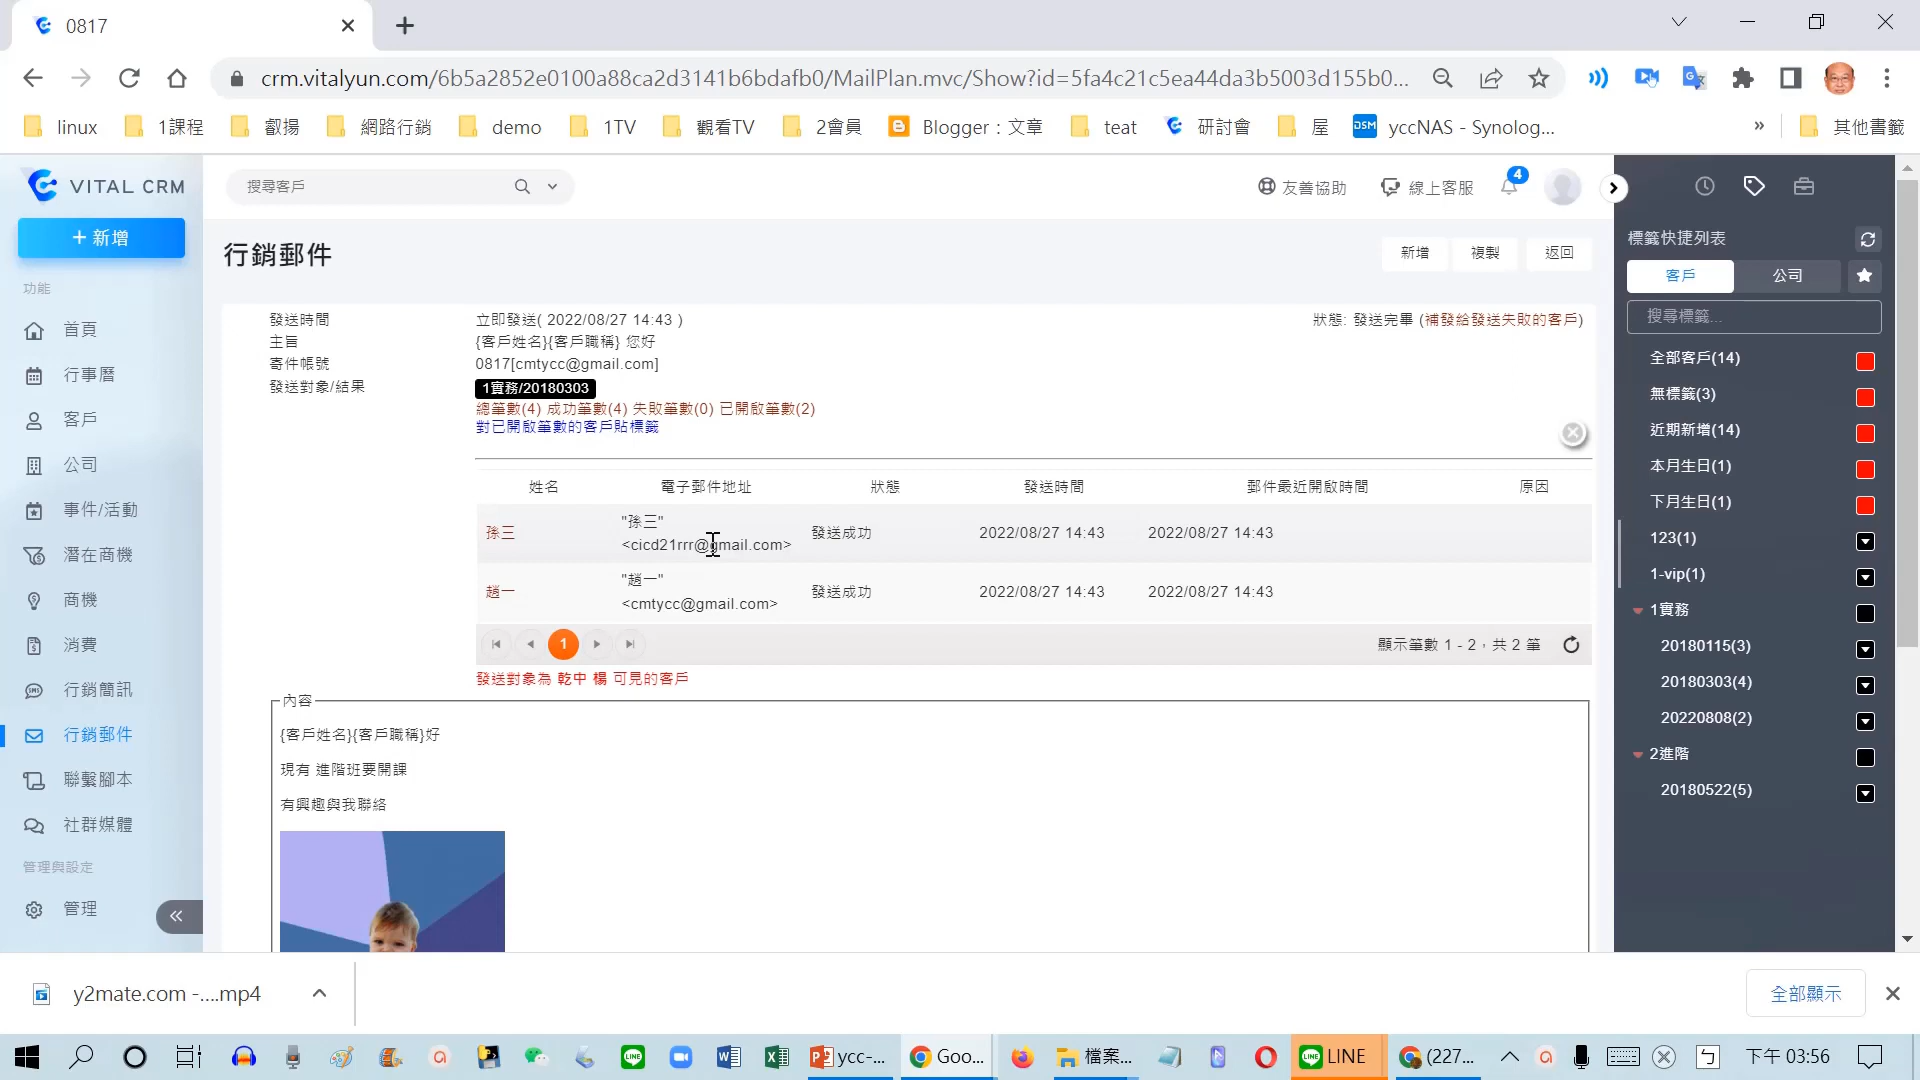 0817
crm.vitalyun.com/6b5a2852e0100a88ca2d3141b6bdafb0/MailPlan.mvc/Show?id=5fa4c21c5ea44da3b5003d155b0...
linux 1課程 叡揚 網路行銷 demo 1TV 觀看TV 2會員 Blogger：文章 teat 研討會 屋 DSM yccNAS - Synolog... » 其他書籤
VITAL CRM
搜尋客戶
友善協助 線上客服 4
+ 新增
功能
首頁
行事曆
客戶
公司
事件/活動
潛在商機
商機
消費
行銷簡訊
行銷郵件
聯繫腳本
社群媒體
管理與設定
管理
行銷郵件
新增 複製 返回
發送時間 立即發送( 2022/08/27 14:43 ) 狀態: 發送完畢 (補發給發送失敗的客戶)
主旨 {客戶姓名}{客戶職稱} 您好
寄件帳號 0817[cmtycc@gmail.com]
發送對象/結果 1實務/20180303
總筆數(4) 成功筆數(4) 失敗筆數(0) 已開啟筆數(2)
對已開啟筆數的客戶貼標籤
姓名 電子郵件地址 狀態 發送時間 郵件最近開啟時間 原因
孫三 "孫三" <cicd21rrr@gmail.com> 發送成功 2022/08/27 14:43 2022/08/27 14:43
趙一 "趙一" <cmtycc@gmail.com> 發送成功 2022/08/27 14:43 2022/08/27 14:43
1 顯示筆數 1 - 2，共 2 筆
發送對象為 乾中 楊 可見的客戶
內容
{客戶姓名}{客戶職稱}好
現有 進階班要開課
有興趣與我聯絡
標籤快捷列表
客戶 公司
搜尋標籤...
全部客戶(14)
無標籤(3)
近期新增(14)
本月生日(1)
下月生日(1)
123(1)
1-vip(1)
1實務
20180115(3)
20180303(4)
20220808(2)
2進階
20180522(5)
y2mate.com -....mp4
全部顯示
ycc-... Goo... 檔案... LINE (227... ㄅ 下午 03:56